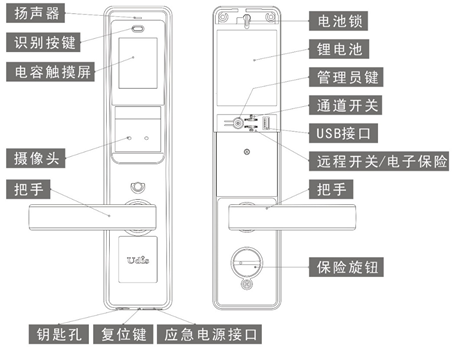 扬声器
识别按键
电容触摸屏
摄像头
把手
Udis
钥匙孔
复位键
应急电源接口
电池锁
锂电池
管理员键
通道开关
USB接口
远程开关/电子保险
把手
保险旋钮